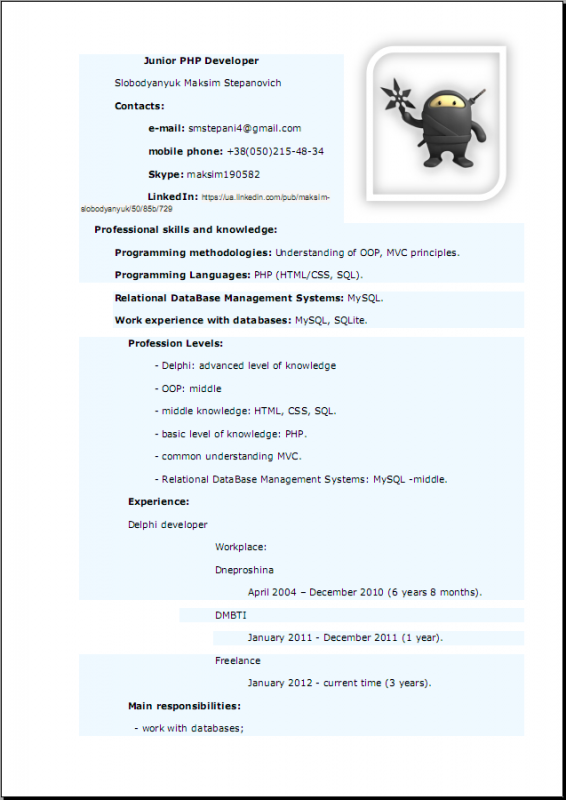 Junior PHP Developer
Slobodyanyuk Maksim Stepanovich
Contacts:
e-mail: smstepani4@gmail.com
mobile phone: +38(050)215-48-34
Skype: maksim190582
LinkedIn: https://ua.linkedin.com/pub/maksim-
slobodyanyuk/50/85b/729
Professional skills and knowledge:
Programming methodologies: Understanding of OOP, MVC principles.
Programming Languages: PHP (HTML/CSS, SQL).
Relational DataBase Management Systems: MySQL.
Work experience with databases: MySQL, SQLite.
Profession Levels:
- Delphi: advanced level of knowledge
- OOP: middle
- middle knowledge: HTML, CSS, SQL.
- basic level of knowledge: PHP.
- common understanding MVC.
- Relational DataBase Management Systems: MySQL -middle.
Experience:
Delphi developer
Workplace:
Dneproshina
April 2004 – December 2010 (6 years 8 months).
DMBTI
January 2011 - December 2011 (1 year).
Freelance
January 2012 - current time (3 years).
Main responsibilities:
- work with databases;